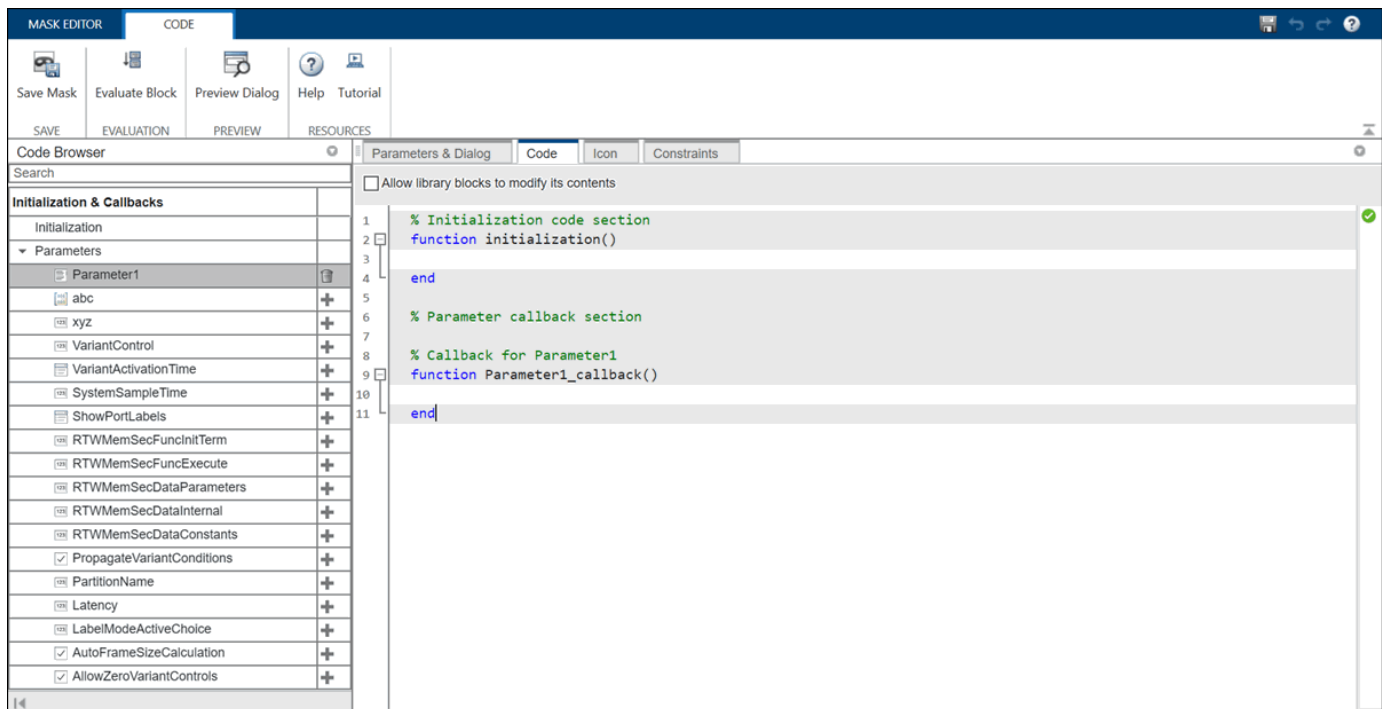 MASK EDITOR CODE
Save Mask Evaluate Block Preview Dialog Help Tutorial
SAVE EVALUATION PREVIEW RESOURCES
Code Browser
Search
Initialization & Callbacks
Initialization
Parameters
Parameter1
abc
xyz
VariantControl
VariantActivationTime
SystemSampleTime
ShowPortLabels
RTWMemSecFuncInitTerm
RTWMemSecFuncExecute
RTWMemSecDataParameters
RTWMemSecDataInternal
RTWMemSecDataConstants
PropagateVariantConditions
PartitionName
Latency
LabelModeActiveChoice
AutoFrameSizeCalculation
AllowZeroVariantControls
Parameters & Dialog Code Icon Constraints
Allow library blocks to modify its contents
1 % Initialization code section
2 function initialization()
3
4 end
5
6 % Parameter callback section
7
8 % Callback for Parameter1
9 function Parameter1_callback()
10
11 end